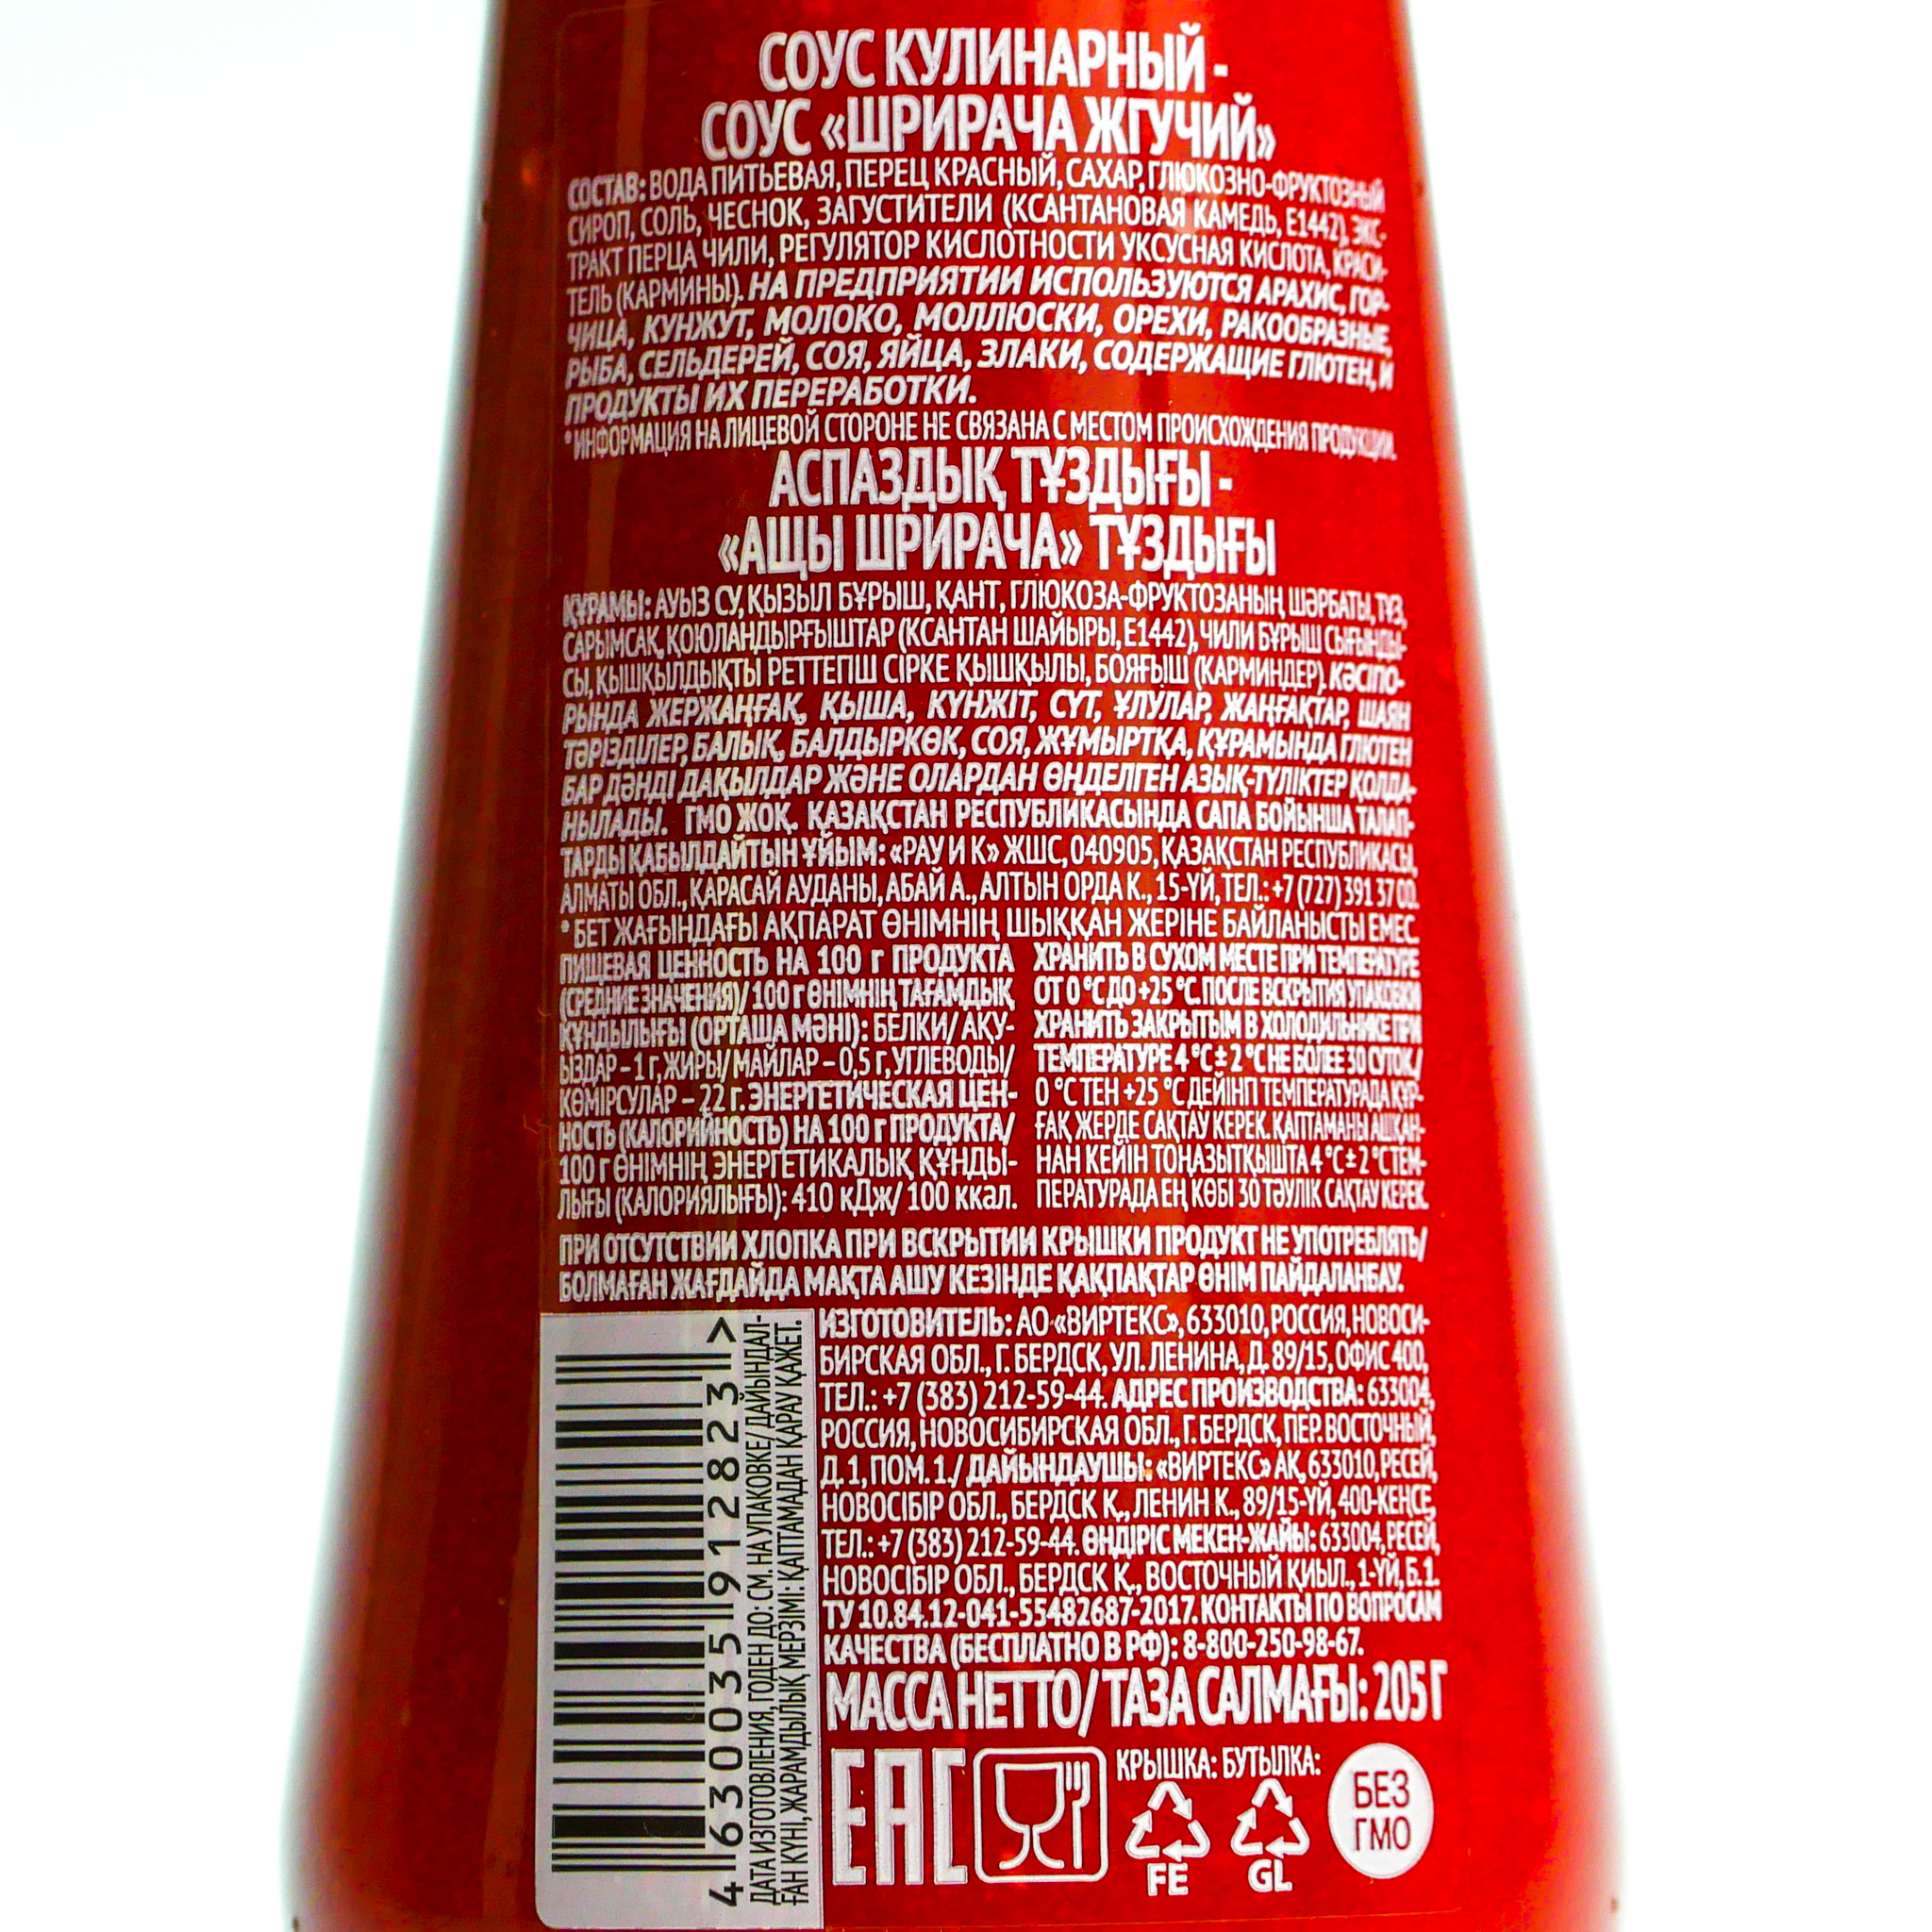 СОУС КУЛИНАРНЫЙ -
СОУС «ШРИРАЧА ЖГУЧИЙ»
СОСТАВ: ВОДА ПИТЬЕВАЯ, ПЕРЕЦ КРАСНЫЙ, САХАР, ГЛЮКОЗНО-ФРУКТОЗНЫЙ
СИРОП, СОЛЬ, ЧЕСНОК, ЗАГУСТИТЕЛИ (КСАНТАНОВАЯ КАМЕДЬ, Е1442), ЭКС-
ТРАКТ ПЕРЦА ЧИЛИ, РЕГУЛЯТОР КИСЛОТНОСТИ УКСУСНАЯ КИСЛОТА, КРАСИ-
ТЕЛЬ (КАРМИНЫ). НА ПРЕДПРИЯТИИ ИСПОЛЬЗУЮТСЯ АРАХИС, ГОР-
ЧИЦА, КУНЖУТ, МОЛОКО, МОЛЛЮСКИ, ОРЕХИ, РАКООБРАЗНЫЕ,
РЫБА, СЕЛЬДЕРЕЙ, СОЯ, ЯЙЦА, ЗЛАКИ, СОДЕРЖАЩИЕ ГЛЮТЕН, И
ПРОДУКТЫ ИХ ПЕРЕРАБОТКИ.
* ИНФОРМАЦИЯ НА ЛИЦЕВОЙ СТОРОНЕ НЕ СВЯЗАНА С МЕСТОМ ПРОИСХОЖДЕНИЯ ПРОДУКЦИИ.
АСПАЗДЫҚ ТҰЗДЫҒЫ -
«АЩЫ ШРИРАЧА» ТҰЗДЫҒЫ
ҚҰРАМЫ: АУЫЗ СУ, ҚЫЗЫЛ БҰРЫШ, ҚАНТ, ГЛЮКОЗА-ФРУКТОЗАНЫҢ ШӘРБАТЫ, ТҰЗ,
САРЫМСАҚ, ҚОЮЛАНДЫРҒЫШТАР (КСАНТАН ШАЙЫРЫ, Е1442), ЧИЛИ БҰРЫШ СЫҒЫНДЫ-
СЫ, ҚЫШҚЫЛДЫҚТЫ РЕТТЕГІШ СІРКЕ ҚЫШҚЫЛЫ, БОЯҒЫШ (КАРМИНДЕР). КӘСІПО-
РЫНДА ЖЕРЖАҢҒАҚ, ҚЫША, КҮНЖІТ, СҮТ, ҰЛУЛАР, ЖАҢҒАҚТАР, ШАЯН
ТӘРІЗДІЛЕР, БАЛЫҚ, БАЛДЫРКӨК, СОЯ, ЖҰМЫРТҚА, ҚҰРАМЫНДА ГЛЮТЕН
БАР ДӘНДІ ДАҚЫЛДАР ЖӘНЕ ОЛАРДАН ӨНДЕЛГЕН АЗЫҚ-ТҮЛІКТЕР ҚОЛДА-
НЫЛАДЫ. ГМО ЖОҚ. ҚАЗАҚСТАН РЕСПУБЛИКАСЫНДА САПА БОЙЫНША ТАЛАП-
ТАРДЫ ҚАБЫЛДАЙТЫН ҰЙЫМ: «РАУ И К» ЖШС, 040905, ҚАЗАҚСТАН РЕСПУБЛИКАСЫ,
АЛМАТЫ ОБЛ., ҚАРАСАЙ АУДАНЫ, АБАЙ А., АЛТЫН ОРДА К., 15-ҮЙ, ТЕЛ.: +7 (727) 391 37 00.
* БЕТ ЖАҒЫНДАҒЫ АҚПАРАТ ӨНІМНІҢ ШЫҚҚАН ЖЕРІНЕ БАЙЛАНЫСТЫ ЕМЕС.
ПИЩЕВАЯ ЦЕННОСТЬ НА 100 г ПРОДУКТА
(СРЕДНИЕ ЗНАЧЕНИЯ)/ 100 г ӨНІМНІҢ ТАҒАМДЫҚ
ҚҰНДЫЛЫҒЫ (ОРТАША МӘНІ): БЕЛКИ/ АҚУ-
ЫЗДАР – 1 г, ЖИРЫ/ МАЙЛАР – 0,5 г, УГЛЕВОДЫ/
КӨМІРСУЛАР – 22 г. ЭНЕРГЕТИЧЕСКАЯ ЦЕН-
НОСТЬ (КАЛОРИЙНОСТЬ) НА 100 г ПРОДУКТА/
100 г ӨНІМНІҢ ЭНЕРГЕТИКАЛЫҚ ҚҰНДЫ-
ЛЫҒЫ (КАЛОРИЯЛЫҒЫ): 410 кДж/ 100 ккал.
ХРАНИТЬ В СУХОМ МЕСТЕ ПРИ ТЕМПЕРАТУРЕ
ОТ 0 °С ДО +25 °С. ПОСЛЕ ВСКРЫТИЯ УПАКОВКИ
ХРАНИТЬ ЗАКРЫТЫМ В ХОЛОДИЛЬНИКЕ ПРИ
ТЕМПЕРАТУРЕ 4 °С ± 2 °С НЕ БОЛЕЕ 30 СУТОК/
0 °С ТЕН +25 °С ДЕЙІНГІ ТЕМПЕРАТУРАДА ҚҰР-
ҒАҚ ЖЕРДЕ САҚТАУ КЕРЕК. ҚАПТАМАНЫ АШҚАН-
НАН КЕЙІН ТОҢАЗЫТҚЫШТА 4 °С ± 2 °С ТЕМ-
ПЕРАТУРАДА ЕҢ КӨБІ 30 ТӘУЛІК САҚТАУ КЕРЕК.
ПРИ ОТСУТСТВИИ ХЛОПКА ПРИ ВСКРЫТИИ КРЫШКИ ПРОДУКТ НЕ УПОТРЕБЛЯТЬ/
БОЛМАҒАН ЖАҒДАЙДА МАҚТА АШУ КЕЗІНДЕ ҚАҚПАҚТАР ӨНІМ ПАЙДАЛАНБАУ.
4 630035 912823 >
ДАТА ИЗГОТОВЛЕНИЯ, ГОДЕН ДО: СМ. НА УПАКОВКЕ/ ДАЙЫНДАЛ-
ҒАН КҮНІ, ЖАРАМДЫЛЫҚ МЕРЗІМІ: ҚАПТАМАДАН ҚАРАУ ҚАЖЕТ.
ИЗГОТОВИТЕЛЬ: АО «ВИРТЕКС», 633010, РОССИЯ, НОВОСИ-
БИРСКАЯ ОБЛ., Г. БЕРДСК, УЛ. ЛЕНИНА, Д. 89/15, ОФИС 400,
ТЕЛ.: +7 (383) 212-59-44. АДРЕС ПРОИЗВОДСТВА: 633004,
РОССИЯ, НОВОСИБИРСКАЯ ОБЛ., Г. БЕРДСК, ПЕР. ВОСТОЧНЫЙ,
Д. 1, ПОМ. 1./ ДАЙЫНДАУШЫ: «ВИРТЕКС» АҚ, 633010, РЕСЕЙ,
НОВОСІБІР ОБЛ., БЕРДСК Қ., ЛЕНИН К., 89/15-ҮЙ, 400-КЕҢСЕ,
ТЕЛ.: +7 (383) 212-59-44. ӨНДІРІС МЕКЕН-ЖАЙЫ: 633004, РЕСЕЙ,
НОВОСІБІР ОБЛ., БЕРДСК Қ., ВОСТОЧНЫЙ ҚИЫЛ., 1-ҮЙ, Б.1.
ТУ 10.84.12-041-55482687-2017. КОНТАКТЫ ПО ВОПРОСАМ
КАЧЕСТВА (БЕСПЛАТНО В РФ): 8-800-250-98-67.
МАССА НЕТТО/ ТАЗА САЛМАҒЫ: 205 Г
ЕАС
КРЫШКА: БУТЫЛКА:
FE GL
БЕЗ
ГМО